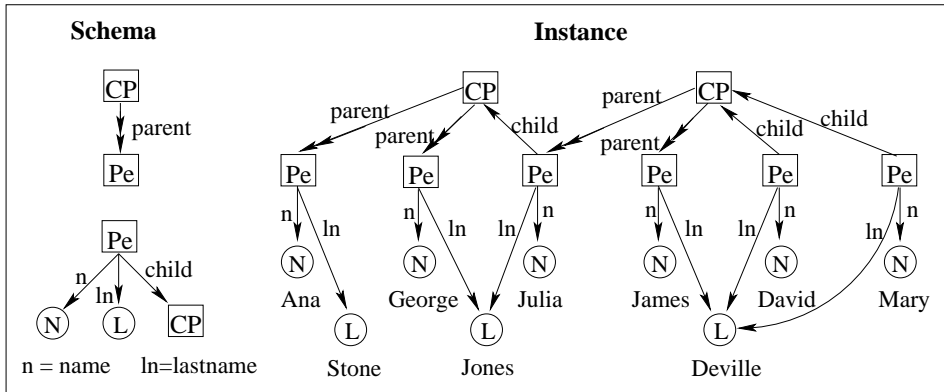 Schema
Instance
CP
parent
Pe
Pe
n
ln
child
N
L
CP
n = name
ln=lastname
CP
CP
parent
parent
child
parent
parent
child
child
Pe
Pe
Pe
Pe
Pe
Pe
n
ln
n
ln
ln
n
n
ln
ln
n
ln
n
N
N
N
N
N
N
Ana
George
Julia
James
David
Mary
L
L
L
Stone
Jones
Deville